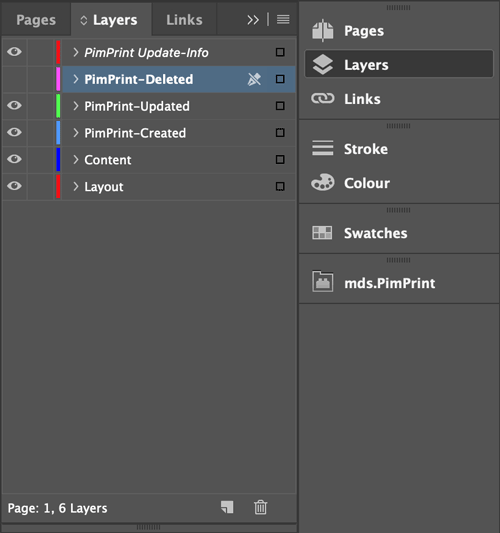 Pages
Layers
Links
PimPrint Update-Info
PimPrint-Deleted
PimPrint-Updated
PimPrint-Created
Content
Layout
Page: 1, 6 Layers
Pages
Layers
Links
Stroke
Colour
Swatches
mds.PimPrint